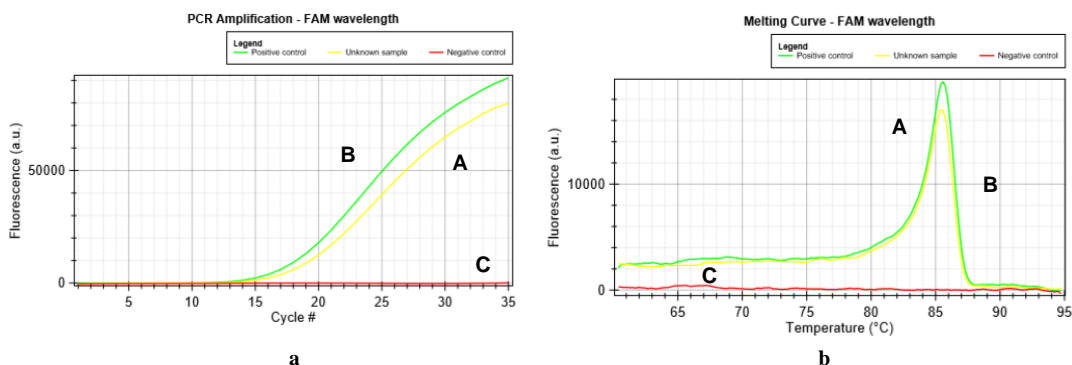 PCR Amplification - FAM wavelength
Legend
Positive control Unknown sample Negative control
Fluorescence (a.u.)
50000
0
B
A
C
5 10 15 20 25 30 35
Cycle #
a
Melting Curve - FAM wavelength
Legend
Positive control Unknown sample Negative control
Fluorescence (a.u.)
10000
0
A
B
C
65 70 75 80 85 90 95
Temperature (°C)
b